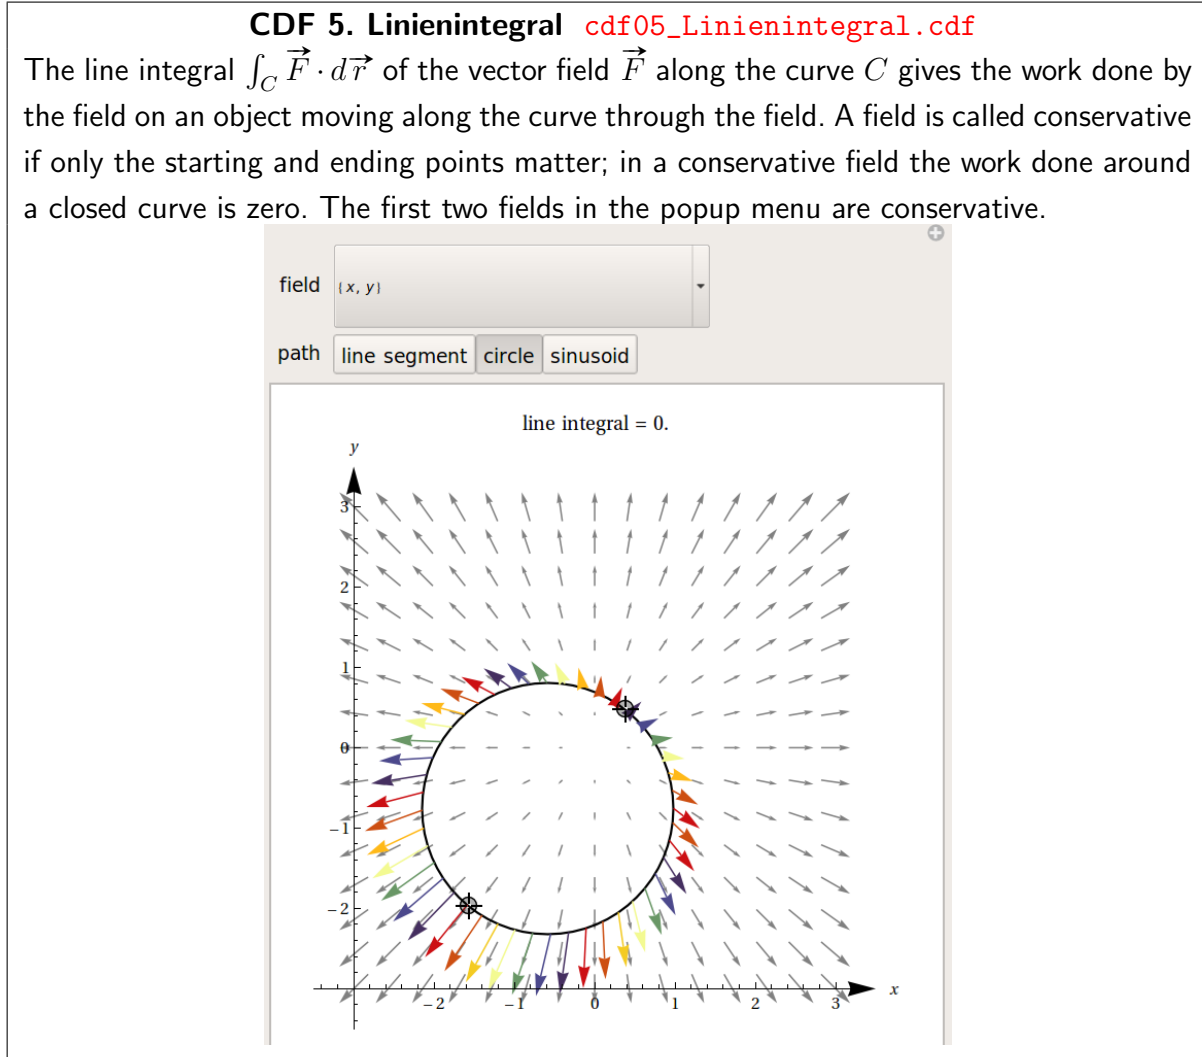 CDF 5. Linienintegral cdf05_Linienintegral.cdf
The line integral ∫_C F⃗ · d r⃗ of the vector field F⃗ along the curve C gives the work done by
the field on an object moving along the curve through the field. A field is called conservative
if only the starting and ending points matter; in a conservative field the work done around
a closed curve is zero. The first two fields in the popup menu are conservative.
field {x, y}
path line segment circle sinusoid
line integral = 0.
y
3
2
1
0
−1
−2
−2 −1 0 1 2 3 x